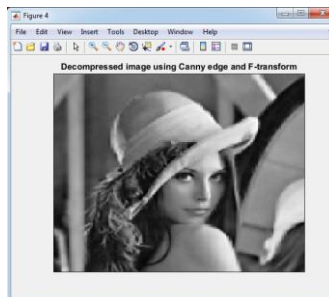 Figure 4
File Edit View Insert Tools Desktop Window Help
Decompressed image using Canny edge and F-transform